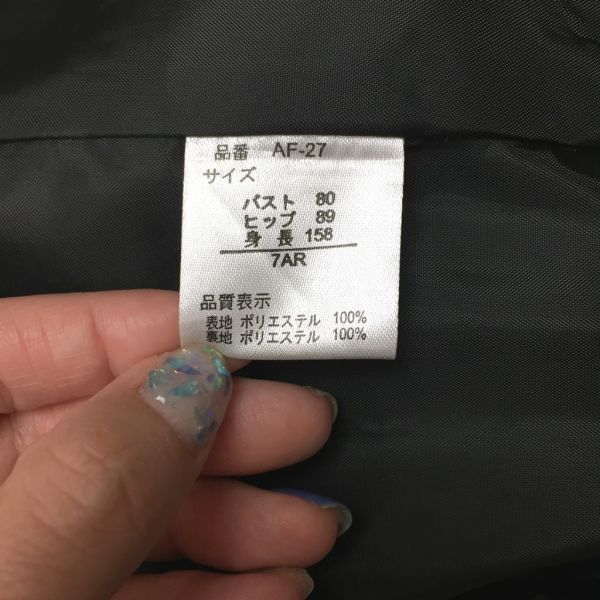 品番 AF-27
サイズ
バスト 80
ヒップ 89
身長 158
7AR
品質表示
表地 ポリエステル 100%
裏地 ポリエステル 100%